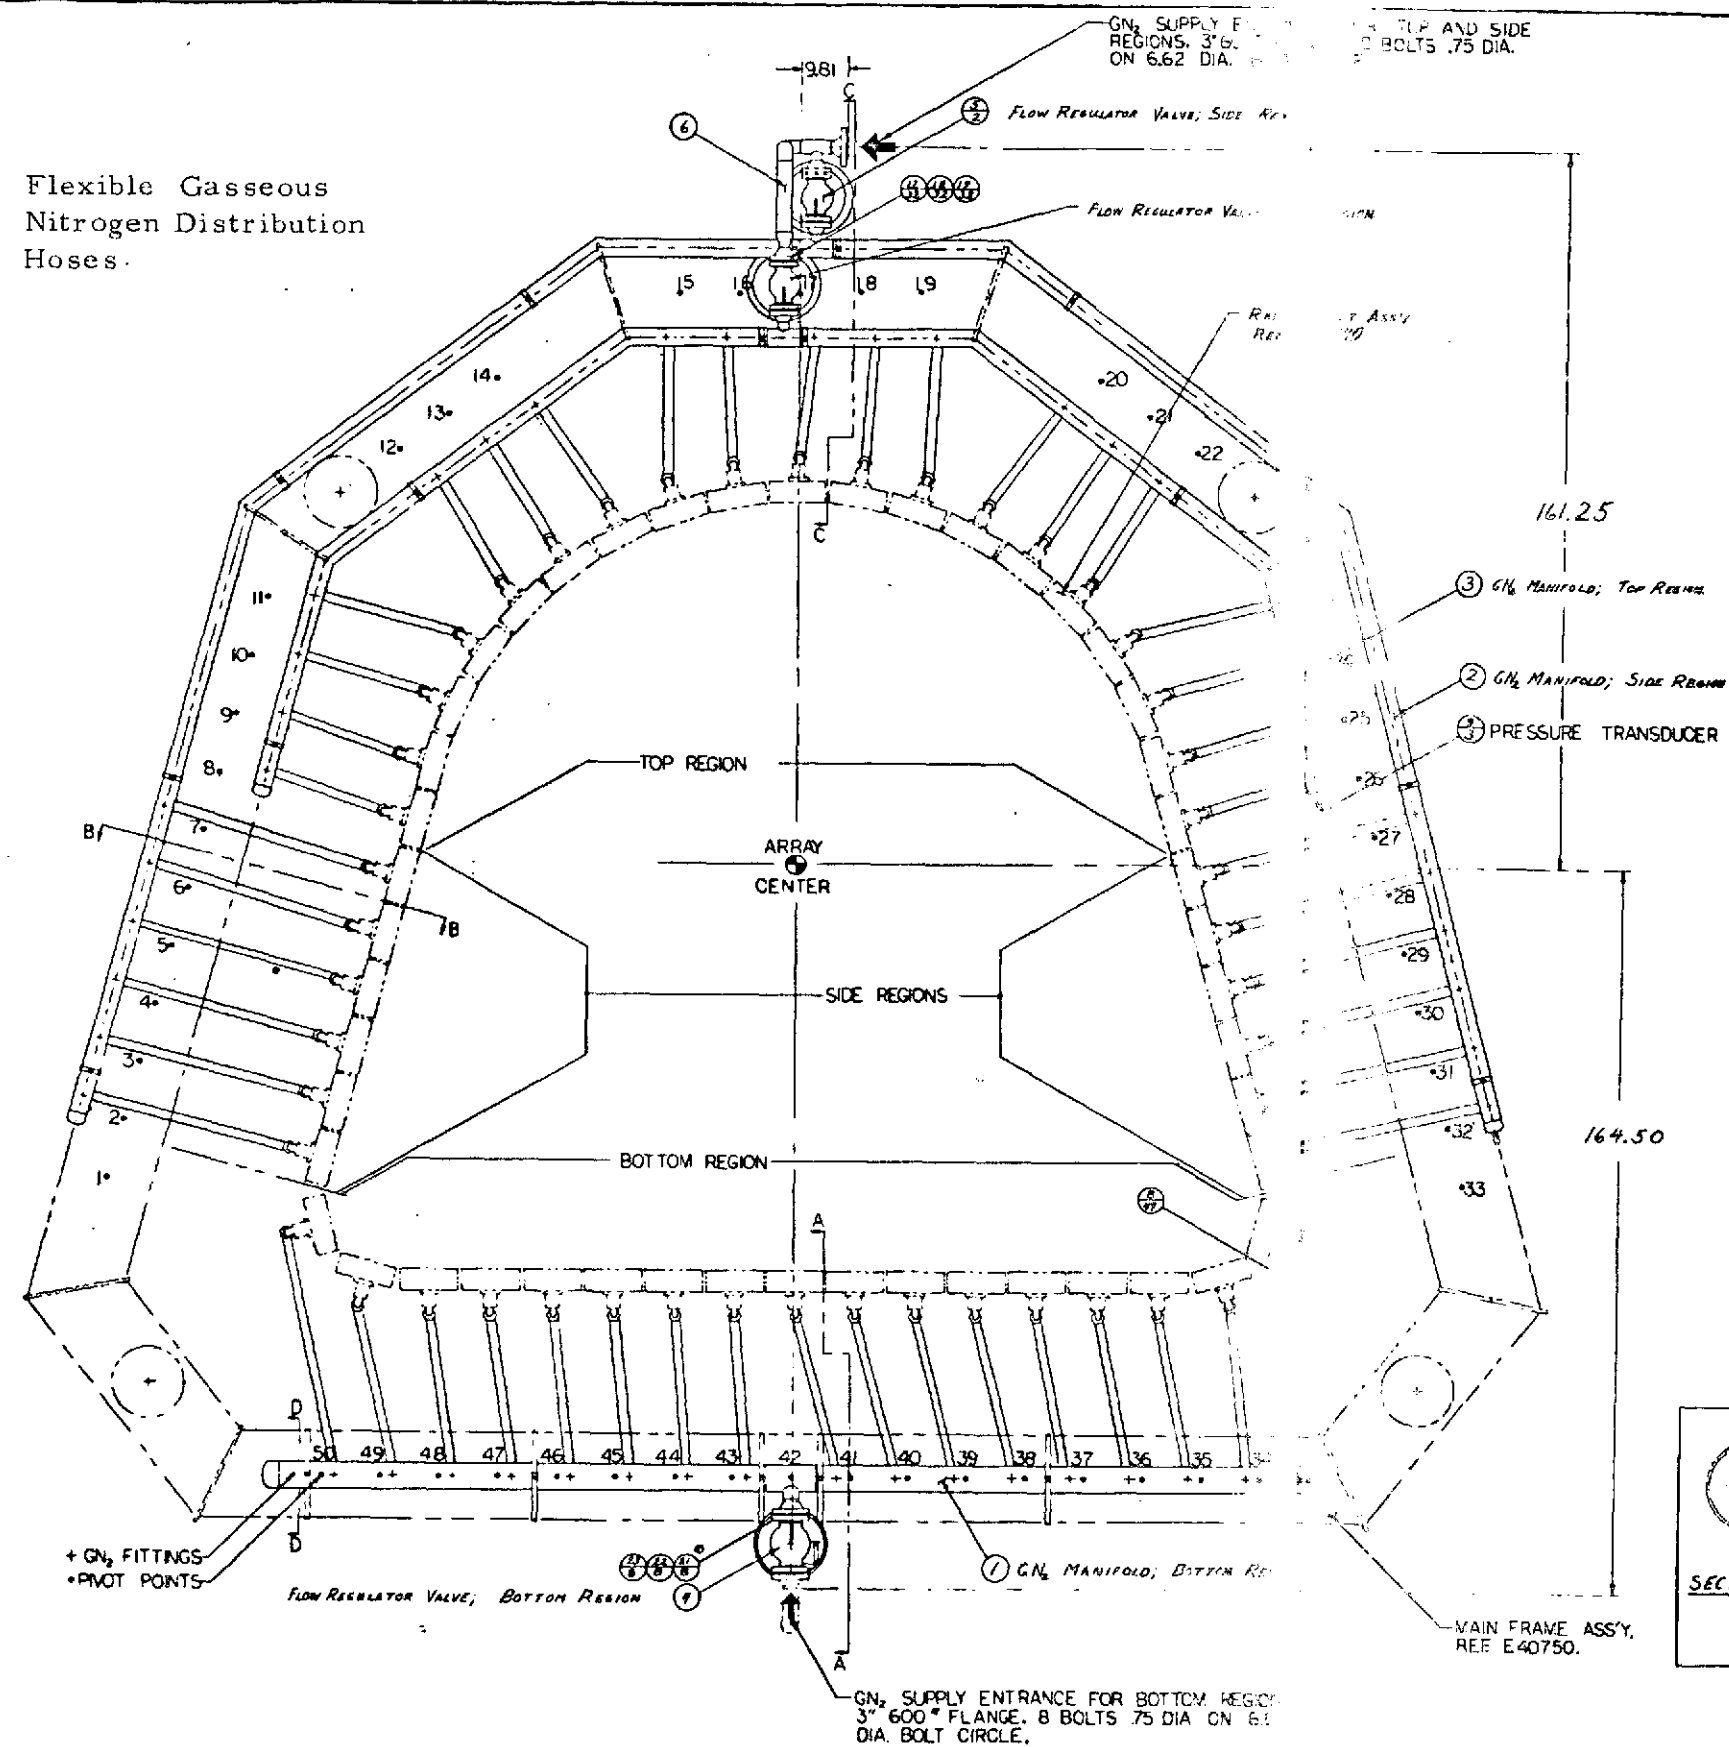 GN₂ SUPPLY
TOP AND SIDE
REGIONS.
BOLTS .75 DIA.
ON 6.62 DIA.
9.81
C
FLOW REGULATOR VALVE; SIDE
6
Flexible Gasseous
Nitrogen Distribution
Hoses.
FLOW REGULATOR
15 16 17 18 19
ASS'Y
14 13 12
20 21 22
C
161.25
11 10 9 8
3 GN₂ MANIFOLD; TOP REGION
2 GN₂ MANIFOLD; SIDE REGION
PRESSURE TRANSDUCER
25 26 27
TOP REGION
ARRAY
CENTER
B
B
7 6 5 4 3 2 1
28 29 30 31 32 33
SIDE REGIONS
BOTTOM REGION
164.50
A
D
50 49 48 47 46 45 44 43 42 41 40 39 38 37 36 35
D
+ GN₂ FITTINGS
• PIVOT POINTS
FLOW REGULATOR VALVE; BOTTOM REGION
1 GN₂ MANIFOLD; BOTTOM
SEC
MAIN FRAME ASS'Y.
REF E40750.
A
GN₂ SUPPLY ENTRANCE FOR BOTTOM REGION
3" 600# FLANGE. 8 BOLTS .75 DIA ON
DIA. BOLT CIRCLE.